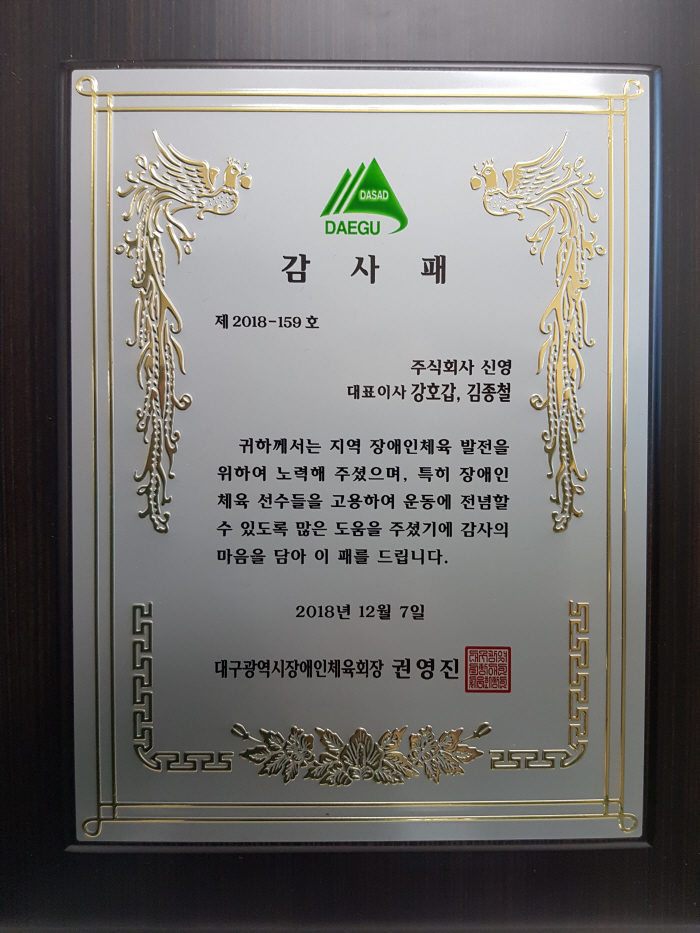 DASAD
DAEGU
감 사 패
제 2018-159 호
주식회사 신영
대표이사 강호갑, 김종철
귀하께서는 지역 장애인체육 발전을
위하여 노력해 주셨으며, 특히 장애인
체육 선수들을 고용하여 운동에 전념할
수 있도록 많은 도움을 주셨기에 감사의
마음을 담아 이 패를 드립니다.
2018년 12월 7일
대구광역시장애인체육회장 권영진